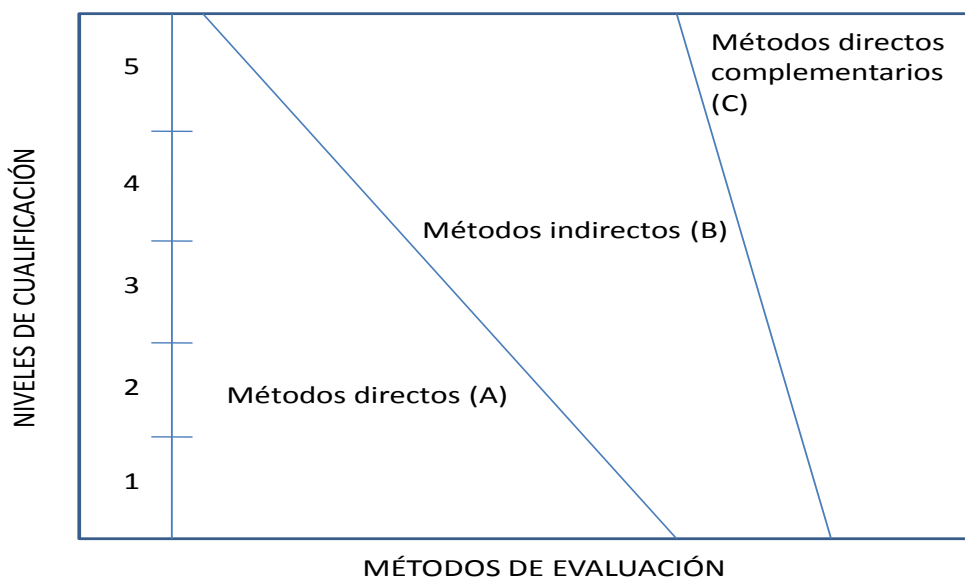 NIVELES DE CUALIFICACIÓN
5
4
3
2
1
Métodos directos
complementarios
(C)
Métodos indirectos (B)
Métodos directos (A)
MÉTODOS DE EVALUACIÓN